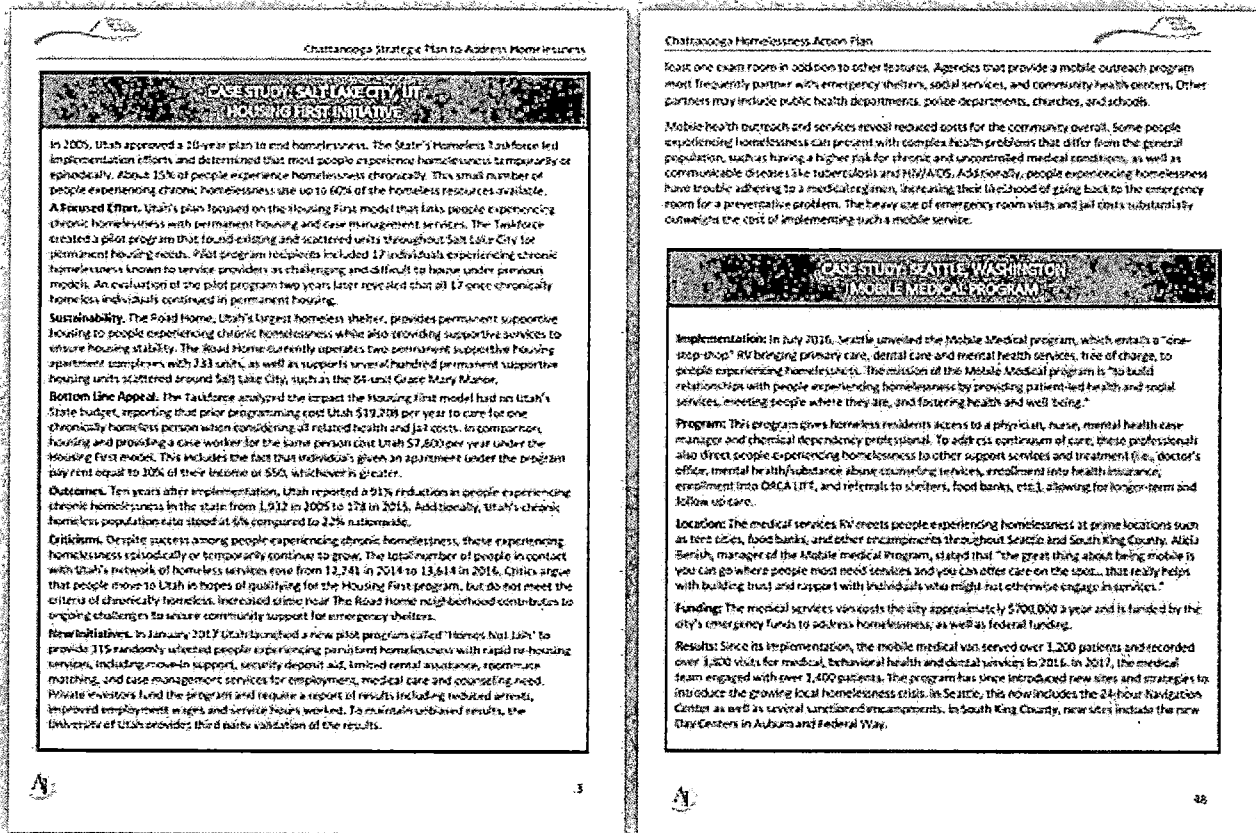 Chattanooga Strategic Plan to Address Homelessness
CASE STUDY: SALT LAKE CITY, UT
HOUSING FIRST INITIATIVE
In 2005, Utah approved a 10-year plan to end homelessness. The State's Homeless Taskforce led
implementation efforts and determined that most people experience homelessness temporarily or
episodically. About 15% of people experience homelessness chronically. This small number of
people experiencing chronic homelessness use up to 60% of the homeless resources available.
A Focused Effort. Utah's plan focused on the Housing First model that links people experiencing
chronic homelessness with permanent housing and case management services. The Taskforce
created a pilot program that found existing and scattered units throughout Salt Lake City for
permanent housing needs. Pilot program recipients included 17 individuals experiencing chronic
homelessness known to service providers as challenging and difficult to house under previous
models. An evaluation of the pilot program two years later revealed that all 17 once chronically
homeless individuals continued in permanent housing.
Sustainability. The Road Home, Utah's largest homeless shelter, provides permanent supportive
housing to people experiencing chronic homelessness while also providing supportive services to
ensure housing stability. The Road Home currently operates two permanent supportive housing
apartment complexes with 233 units, as well as supports several hundred permanent supportive
housing units scattered around Salt Lake City, such as the 84-unit Grace Mary Manor.
Bottom Line Appeal. The Taskforce analyzed the impact the Housing First model had on Utah's
State budget, reporting that prior programming cost Utah $19,208 per year to care for one
chronically homeless person when considering all related health and jail costs. In comparison,
housing and providing a case worker for the same person cost Utah $7,800 per year under the
Housing First model. This includes the fact that individuals given an apartment under the program
pay rent equal to 30% of their income or $50, whichever is greater.
Outcomes. Ten years after implementation, Utah reported a 91% reduction in people experiencing
chronic homelessness in the state from 1,932 in 2005 to 178 in 2015. Additionally, Utah's chronic
homeless population rate stood at 6% compared to 22% nationwide.
Criticisms. Despite success among people experiencing chronic homelessness, those experiencing
homelessness episodically or temporarily continue to grow. The total number of people in contact
with Utah's network of homeless services rose from 12,741 in 2014 to 13,614 in 2016. Critics argue
that people move to Utah in hopes of qualifying for the Housing First program, but do not meet the
criteria of chronically homeless. Increased crime near The Road Home neighborhood contributes to
ongoing challenges to secure community support for emergency shelters.
New Initiatives. In January 2017 Utah launched a new pilot program called "Homes Not Jail" to
provide 315 randomly selected people experiencing persistent homelessness with rapid re-housing
services, including move-in support, security deposit aid, limited rental assistance, roommate
matching, and case management services for employment, medical care and counseling need.
Private investors fund the program and require a report of results including reduced arrests,
improved employment wages and service hours worked. To maintain unbiased results, the
University of Utah provides third party validation of the results.
3
Chattanooga Homelessness Action Plan
least one exam room in addition to other features. Agencies that provide a mobile outreach program
most frequently partner with emergency shelters, social services, and community health centers. Other
partners may include public health departments, police departments, churches, and schools.
Mobile health outreach and services reveal reduced costs for the community overall. Some people
experiencing homelessness can present with complex health problems that differ from the general
population, such as having a higher risk for chronic and uncontrolled medical conditions, as well as
communicable diseases like tuberculosis and HIV/AIDS. Additionally, people experiencing homelessness
have trouble adhering to a medical regimen, increasing their likelihood of going back to the emergency
room for a preventative problem. The heavy use of emergency room visits and jail costs substantially
outweighs the cost of implementing such a mobile service.
CASE STUDY: SEATTLE, WASHINGTON
MOBILE MEDICAL PROGRAM
Implementation: In July 2016, Seattle unveiled the Mobile Medical program, which entails a "one-
stop-shop" RV bringing primary care, dental care and mental health services, free of charge, to
people experiencing homelessness. The mission of the Mobile Medical program is "to build
relationships with people experiencing homelessness by providing patient-led health and social
services, meeting people where they are, and fostering health and well being."
Program: This program gives homeless residents access to a physician, nurse, mental health case
manager and chemical dependency professional. To address continuum of care, these professionals
also direct people experiencing homelessness to other support services and treatment (i.e., doctor's
office, mental health/substance abuse counseling services, enrollment into health insurance,
enrollment into ORCA LIFT, and referrals to shelters, food banks, etc.), allowing for longer-term and
follow up care.
Location: The medical services RV meets people experiencing homelessness at prime locations such
as tent cities, food banks, and other encampments throughout Seattle and South King County. Alicia
Benish, manager of the Mobile medical Program, stated that "the great thing about being mobile is
you can go where people most need services and you can offer care on the spot... that really helps
with building trust and rapport with individuals who might not otherwise engage in services."
Funding: The medical services van costs the city approximately $700,000 a year and is funded by the
city's emergency funds to address homelessness, as well as federal funding.
Results: Since its implementation, the mobile medical van served over 1,200 patients and recorded
over 3,800 visits for medical, behavioral health and dental services in 2016. In 2017, the medical
team engaged with over 1,400 patients. The program has since introduced new sites and strategies to
introduce the growing local homelessness crisis. In Seattle, this now includes the 24-hour Navigation
Center as well as several sanctioned encampments. In South King County, new sites include the new
Day Centers in Auburn and Federal Way.
48